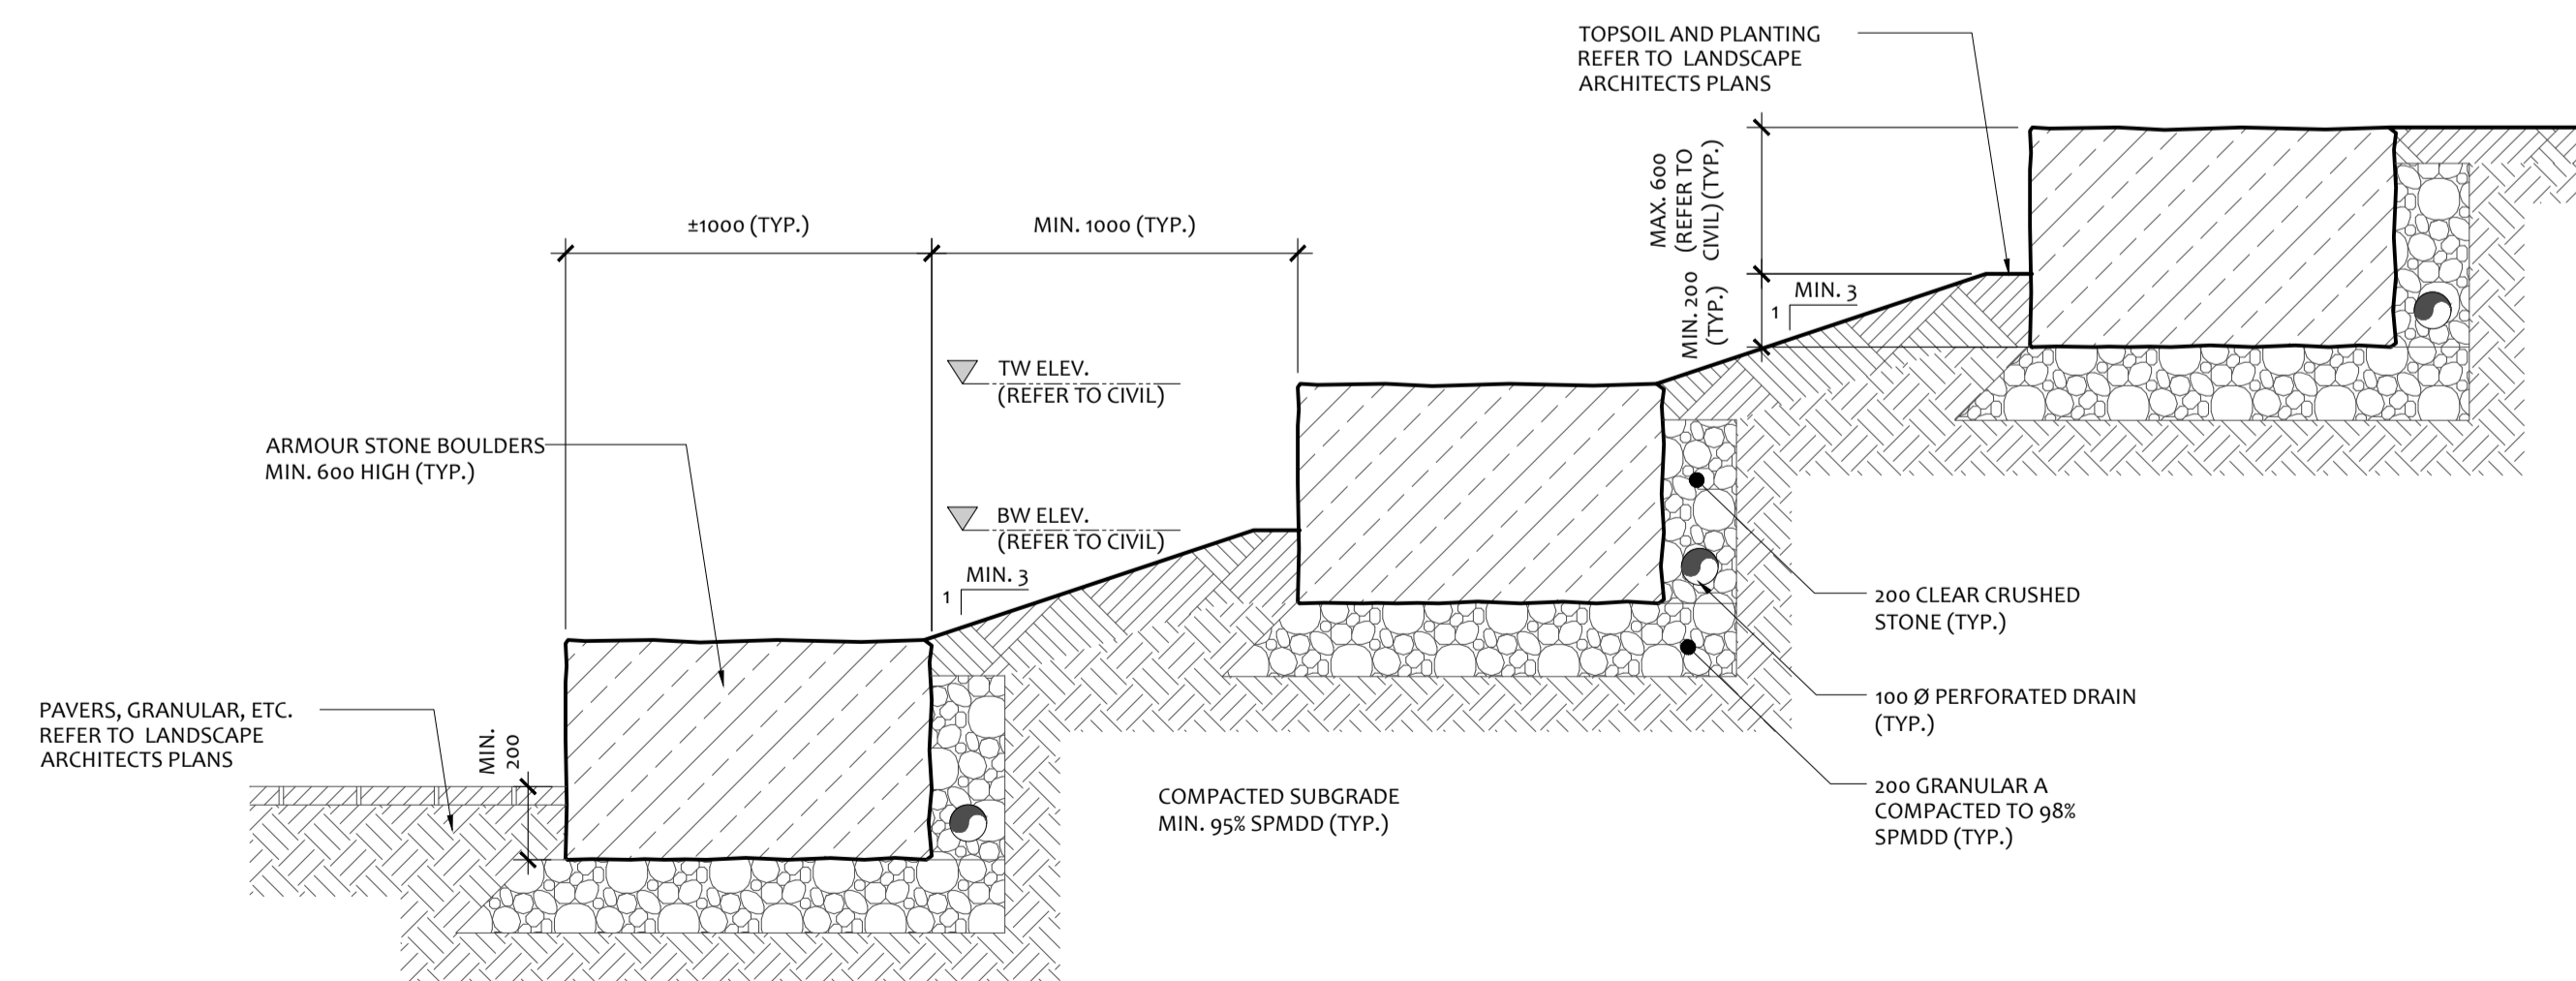 TOPSOIL AND PLANTING
REFER TO LANDSCAPE
ARCHITECTS PLANS
MAX. 600
(REFER TO
CIVIL) (TYP.)
±1000 (TYP.)
MIN. 1000 (TYP.)
MIN. 200
(TYP.)
MIN. 3
1
TW ELEV.
(REFER TO CIVIL)
ARMOUR STONE BOULDERS
MIN. 600 HIGH (TYP.)
BW ELEV.
(REFER TO CIVIL)
MIN. 3
1
200 CLEAR CRUSHED
STONE (TYP.)
100 Ø PERFORATED DRAIN
(TYP.)
PAVERS, GRANULAR, ETC.
REFER TO LANDSCAPE
ARCHITECTS PLANS
MIN.
200
COMPACTED SUBGRADE
MIN. 95% SPMDD (TYP.)
200 GRANULAR A
COMPACTED TO 98%
SPMDD (TYP.)